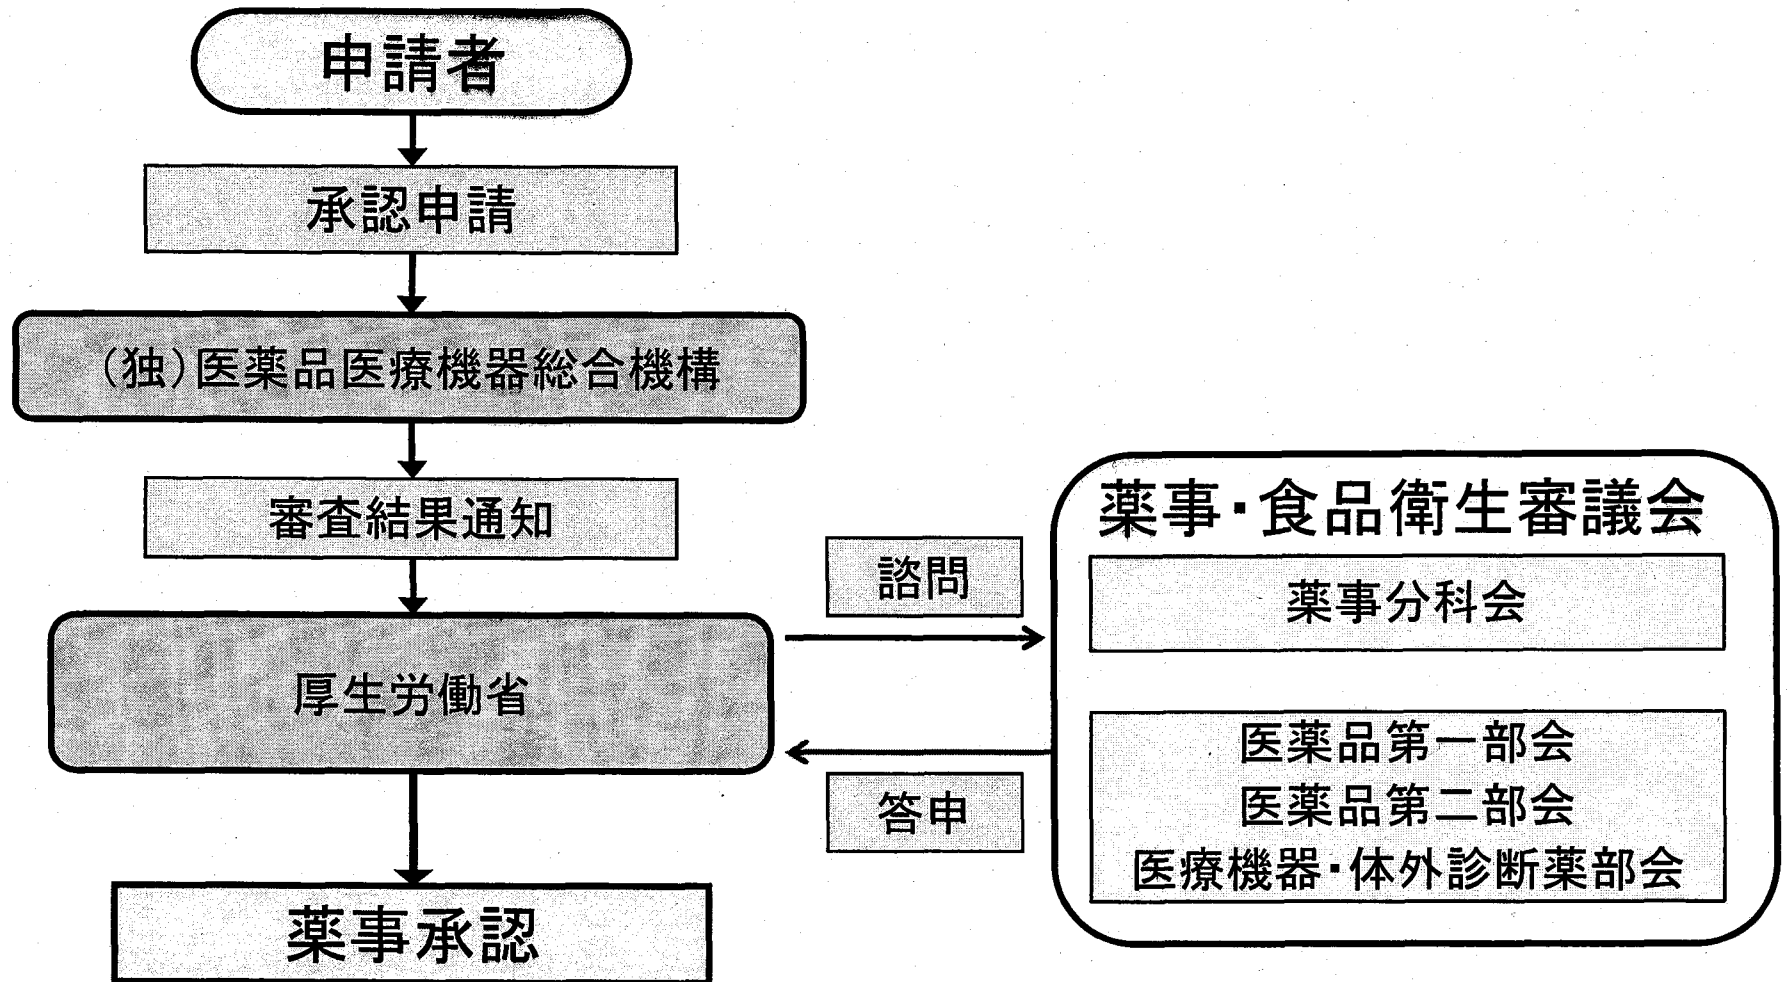 申請者
承認申請
（独）医薬品医療機器総合機構
審査結果通知
厚生労働省
薬事承認
諮問
答申
薬事・食品衛生審議会
薬事分科会
医薬品第一部会
医薬品第二部会
医療機器・体外診断薬部会